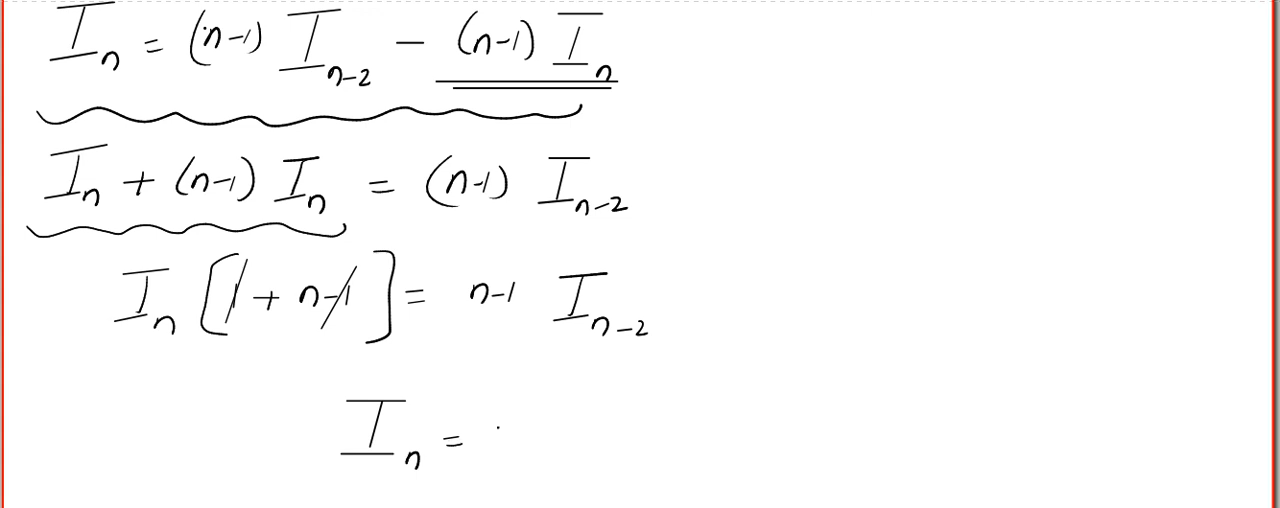 I_n = (n-1) I_{n-2} - (n-1) I_n
I_n + (n-1) I_n = (n-1) I_{n-2}
I_n [1 + n-1] = n-1 I_{n-2}
I_n =